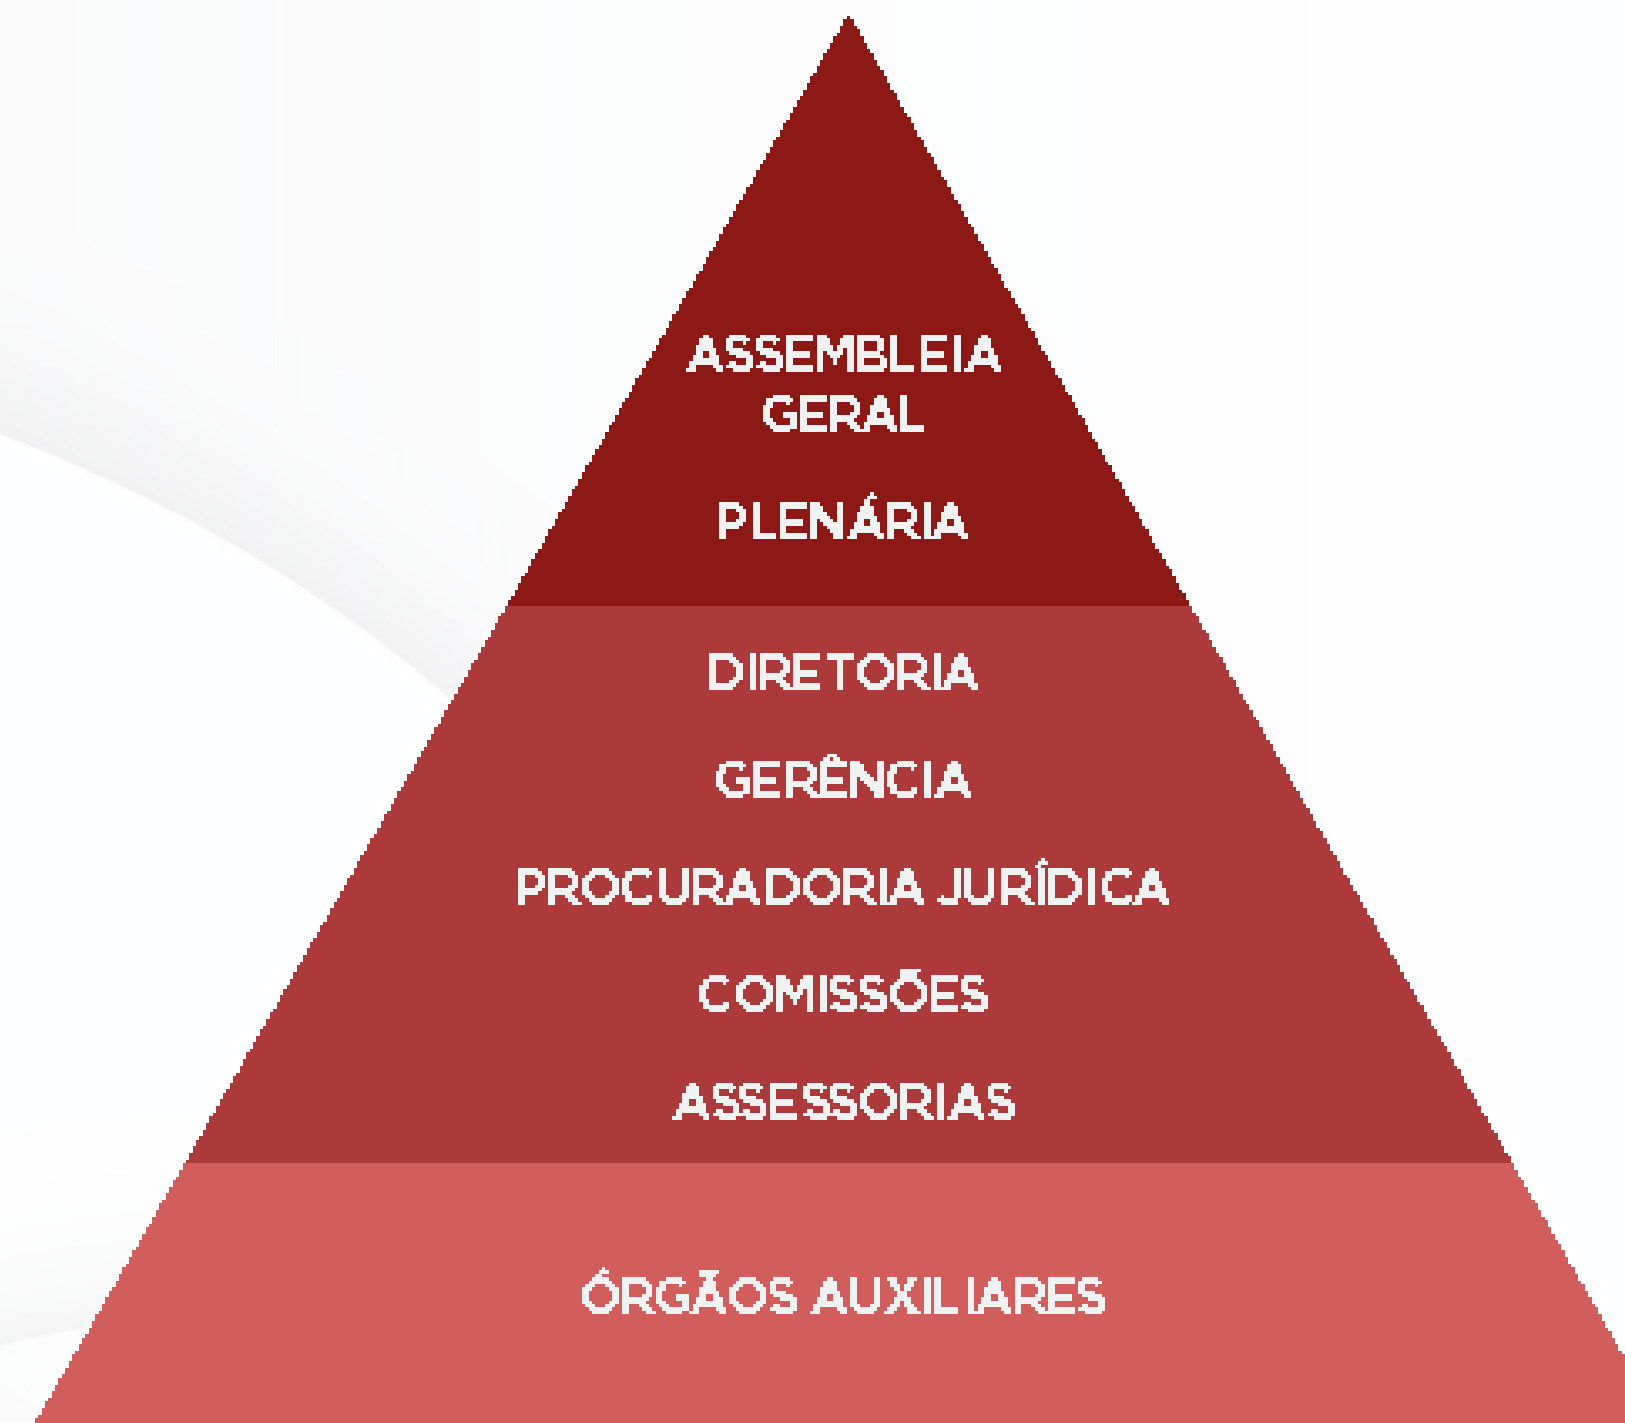 ASSEMBLEIA
GERAL
PLENÁRIA
DIRETORIA
GERÊNCIA
PROCURADORIA JURÍDICA
COMISSÕES
ASSESSORIAS
ÓRGÃOS AUXILIARES